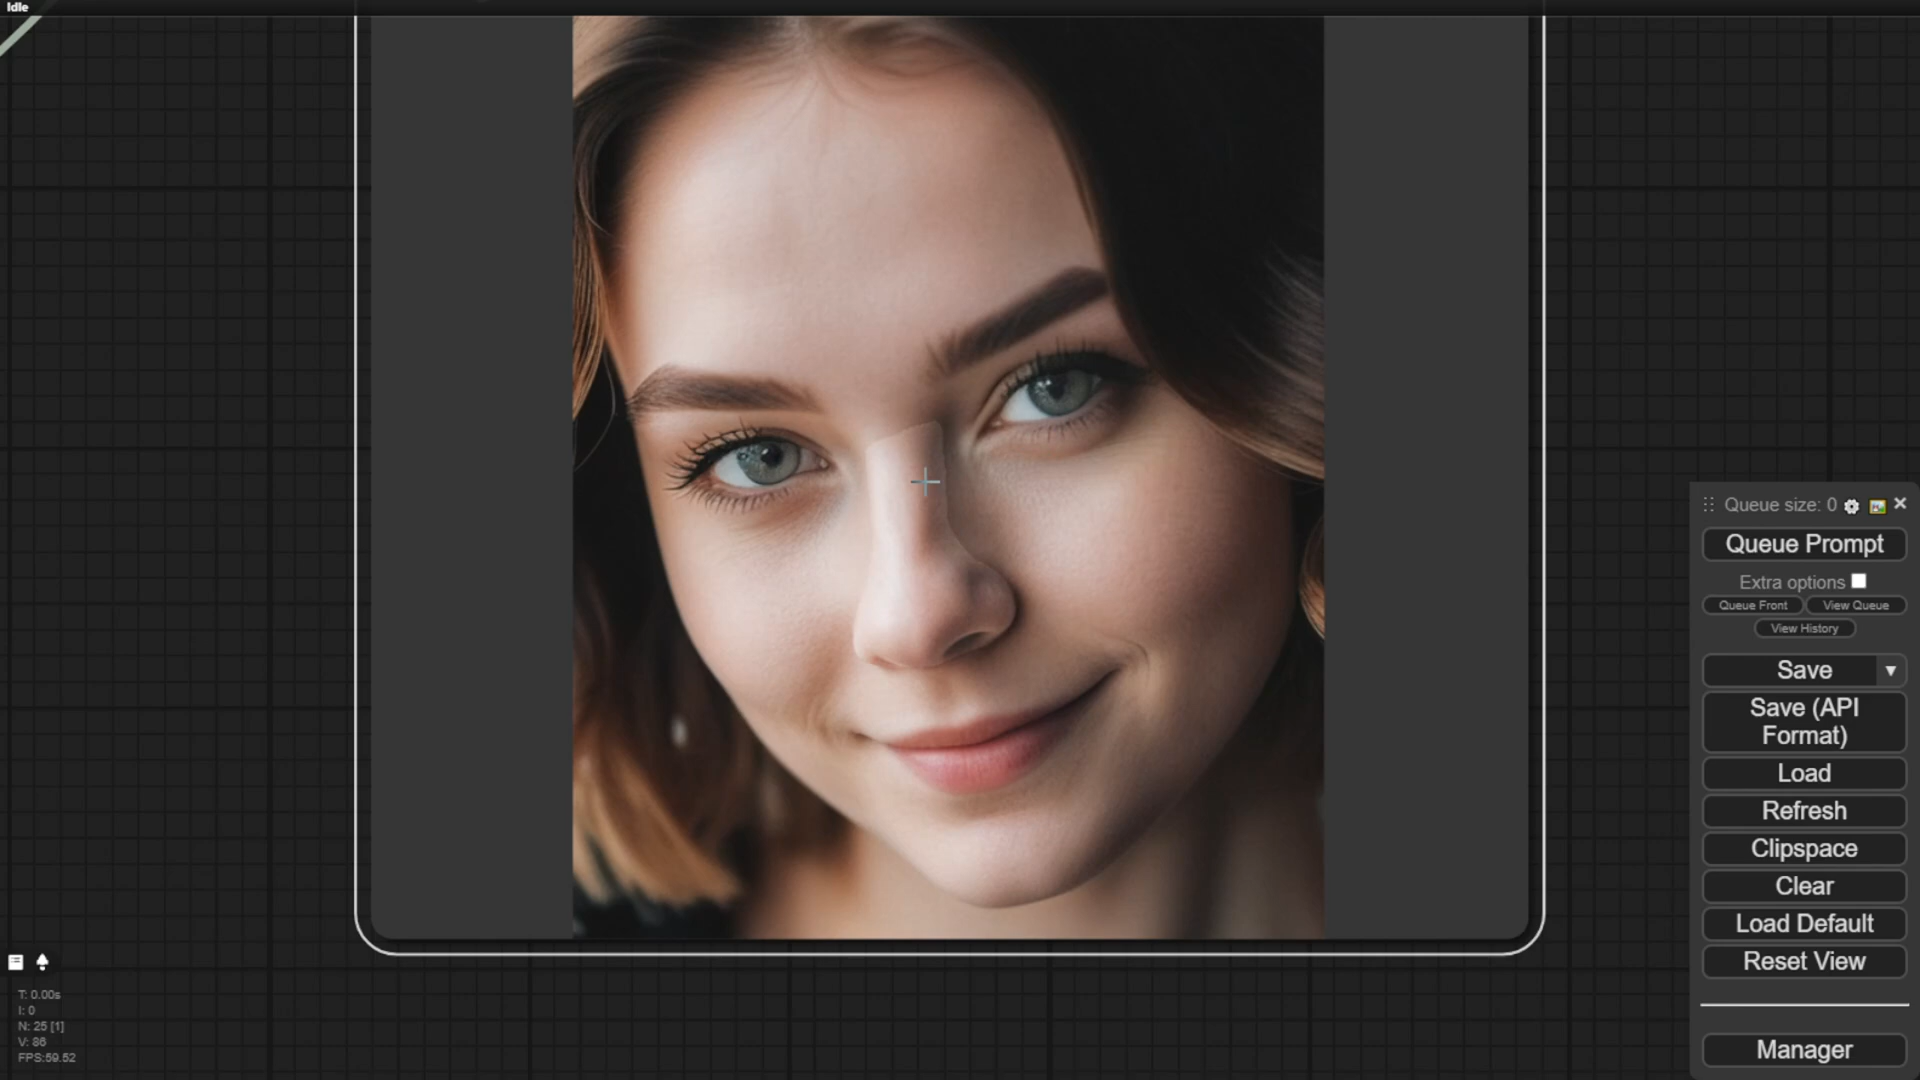 Idle
Queue size: 0
Queue Prompt
Extra options
Queue Front
View Queue
View History
Save ▼
Save (API
Format)
Load
Refresh
Clipspace
Clear
Load Default
Reset View
Manager
T: 0.00s
I: 0
N: 25 [1]
V: 86
FPS:59.52